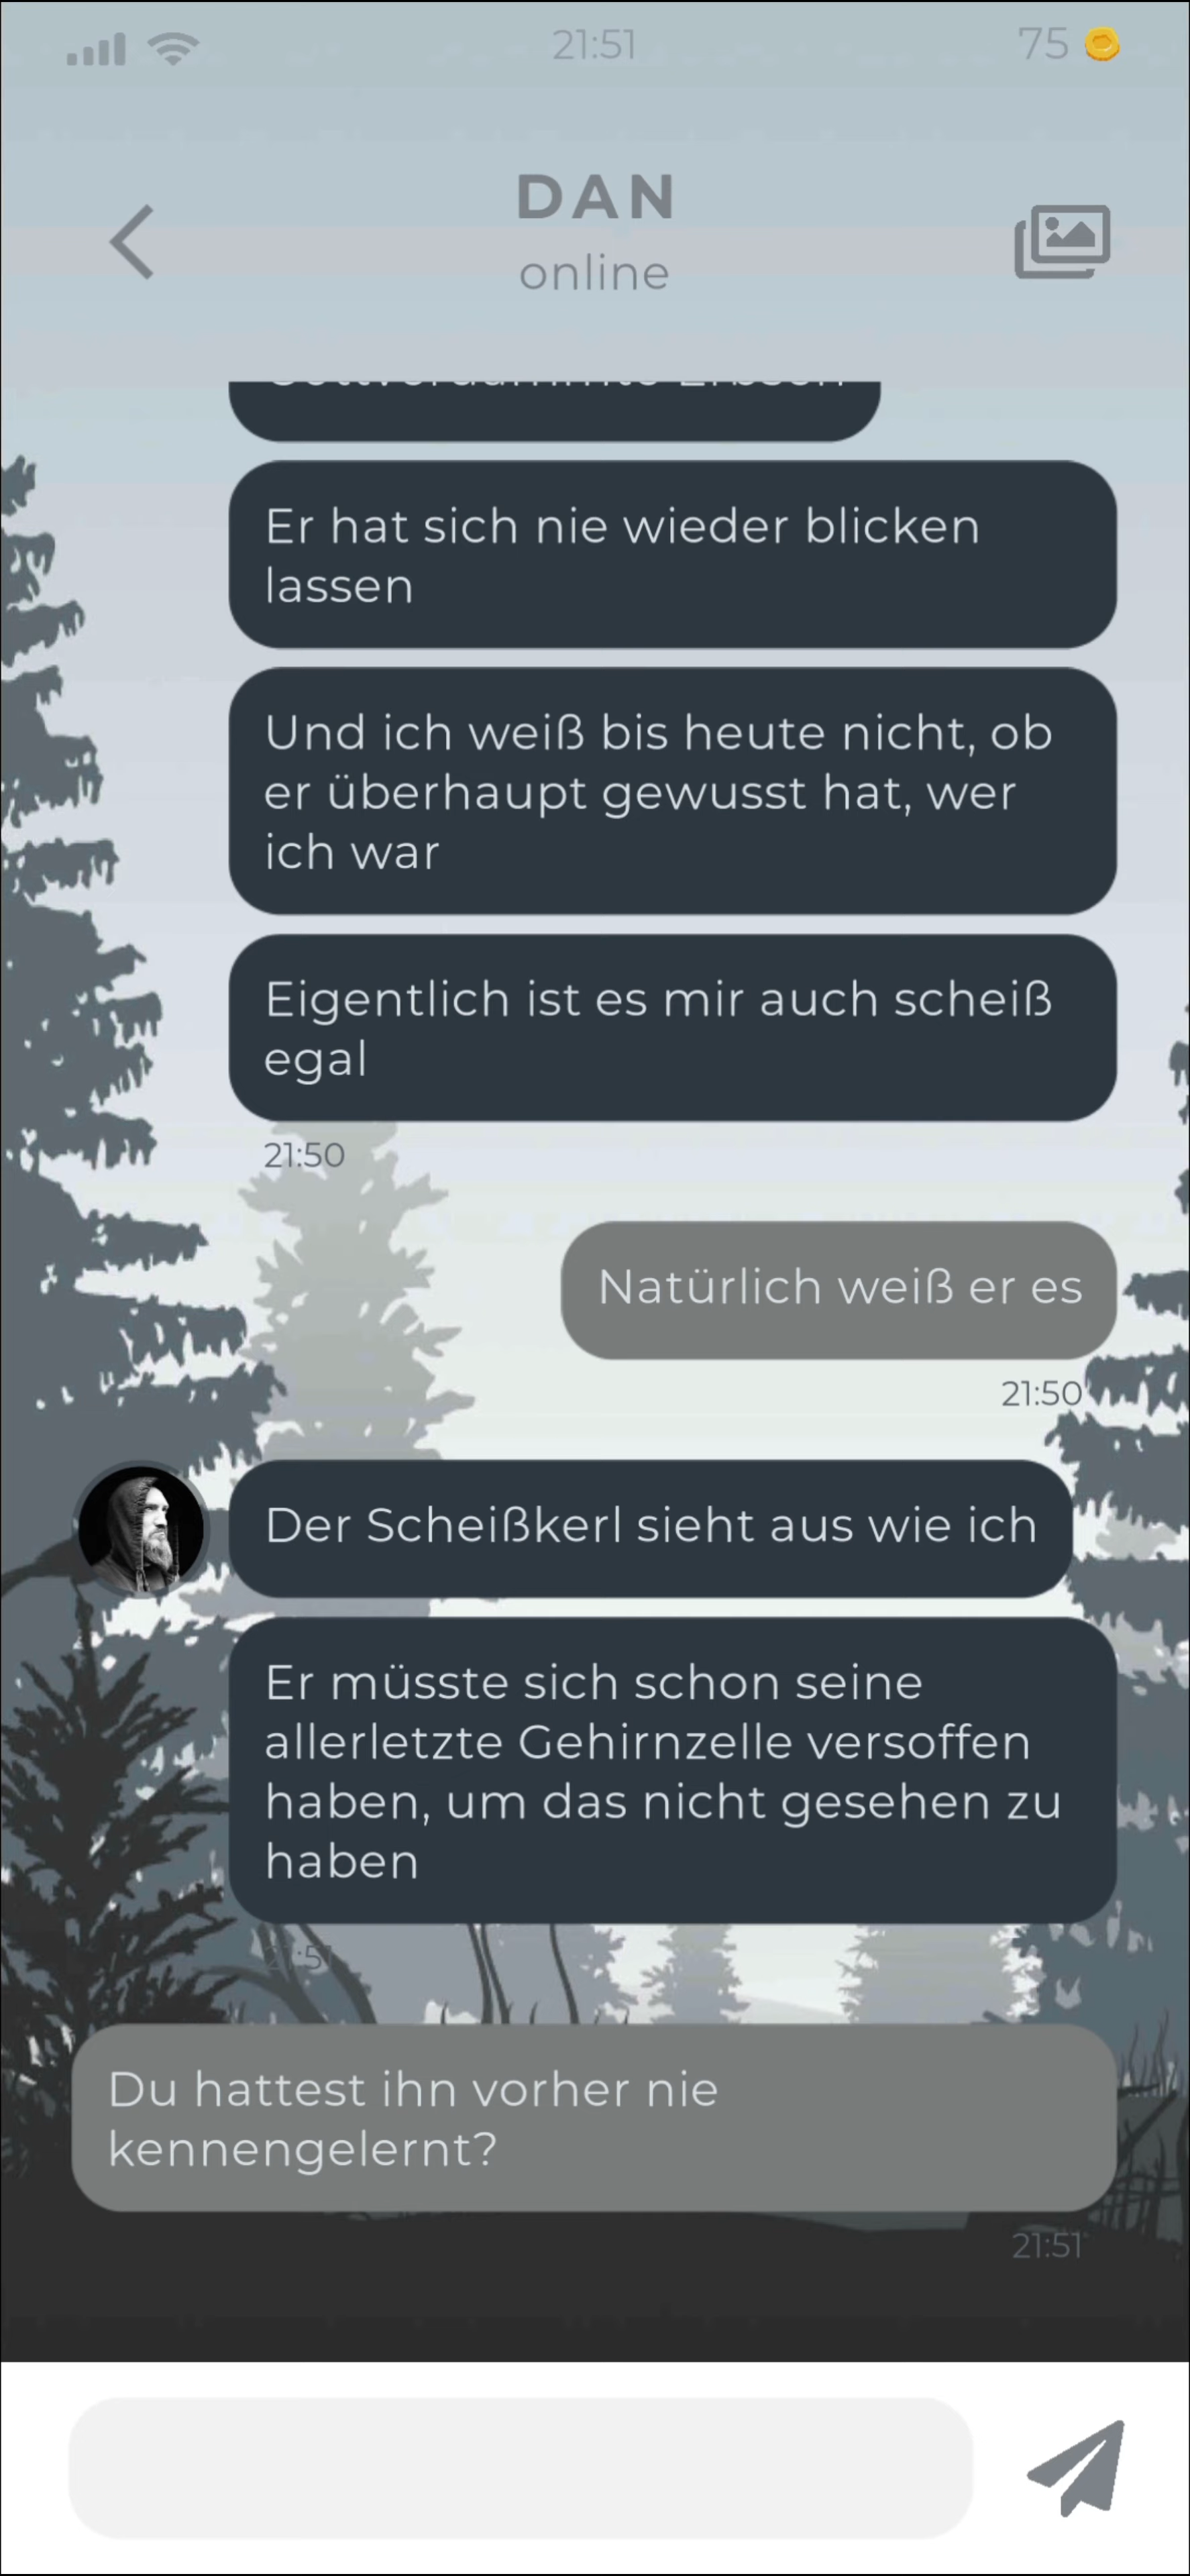 21:51
75
DAN
online
Er hat sich nie wieder blicken
lassen
Und ich weiß bis heute nicht, ob
er überhaupt gewusst hat, wer
ich war
Eigentlich ist es mir auch scheiß
egal
21:50
Natürlich weiß er es
21:50
Der Scheißkerl sieht aus wie ich
Er müsste sich schon seine
allerletzte Gehirnzelle versoffen
haben, um das nicht gesehen zu
haben
21:51
Du hattest ihn vorher nie
kennengelernt?
21:51